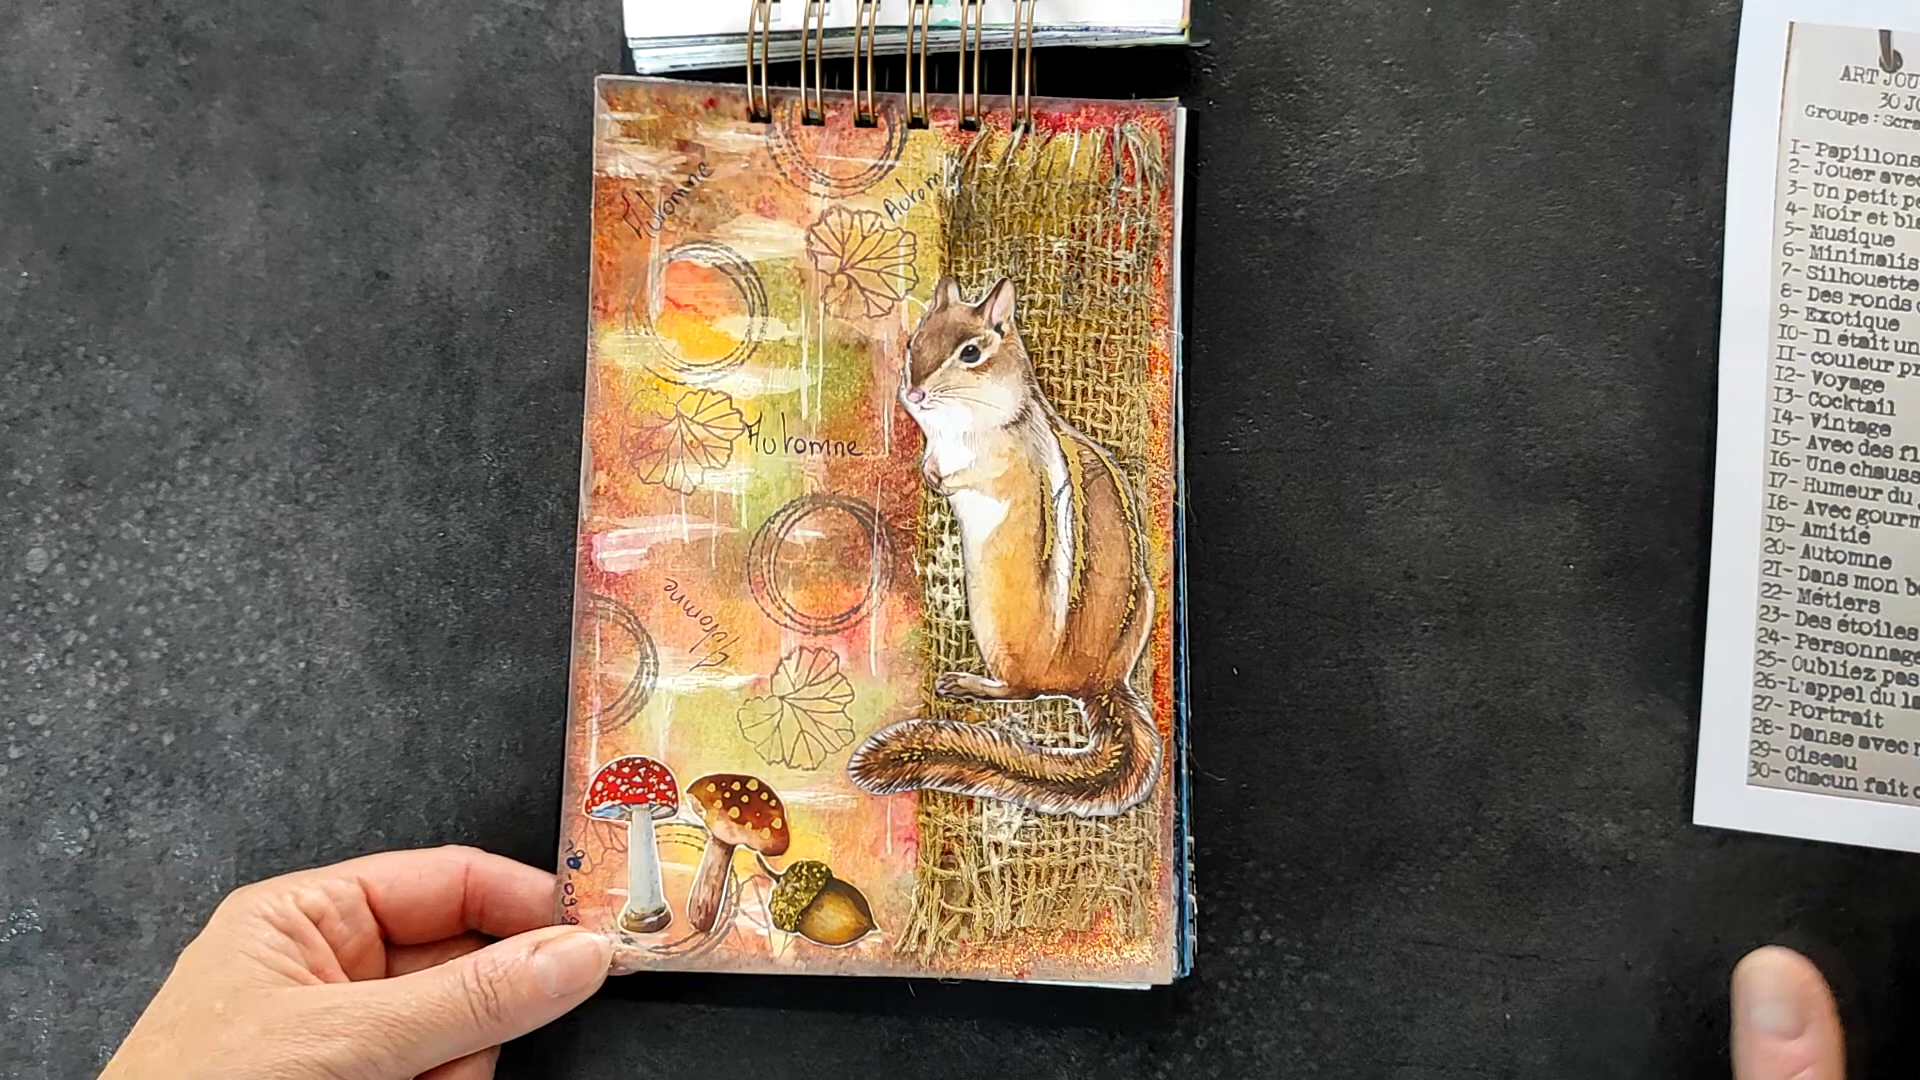 Automne
Automne
Automne
Automne
ART JOU
30 JO
Groupe : Scra
1- Papillons
2- Jouer avec
3- Un petit po
4- Noir et bla
5- Musique
6- Minimalis
7- Silhouette
8- Des ronds
9- Exotique
10- Il était un
11- couleur pr
12- Voyage
13- Cocktail
14- Vintage
15- Avec des fl
16- Une chauss
17- Humeur du
18- Avec gourm
19- Amitié
20- Automne
21- Dans mon b
22- Métiers
23- Des étoiles
24- Personnage
25- Oubliez pas
26- L'appel du la
27- Portrait
28- Danse avec
29- Oiseau
30- Chacun fait